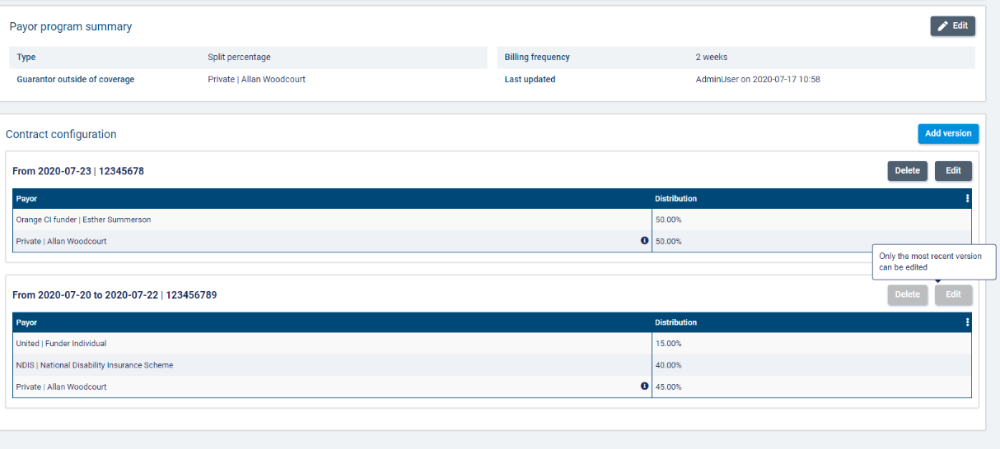 Payor program summary
Edit
Type Split percentage Billing frequency 2 weeks
Guarantor outside of coverage Private | Allan Woodcourt Last updated AdminUser on 2020-07-17 10:58
Contract configuration
Add version
From 2020-07-23 | 12345678
Delete Edit
Payor Distribution
Orange CI funder | Esther Summerson 50.00%
Private | Allan Woodcourt 50.00%
Only the most recent version
can be edited
From 2020-07-20 to 2020-07-22 | 123456789
Delete Edit
Payor Distribution
United | Funder Individual 15.00%
NDIS | National Disability Insurance Scheme 40.00%
Private | Allan Woodcourt 45.00%